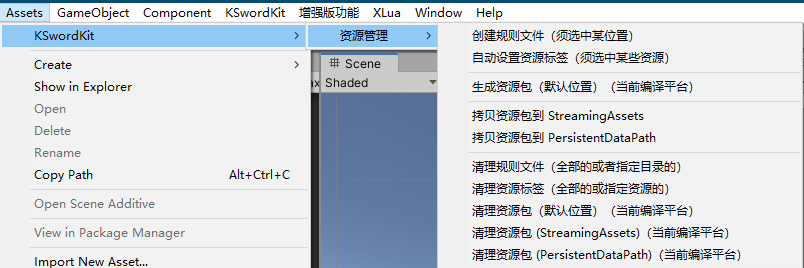 Assets GameObject Component KSwordKit 增强版功能 XLua Window Help
KSwordKit
Create
Show in Explorer
Open
Delete
Rename
Copy Path Alt+Ctrl+C
Open Scene Additive
View in Package Manager
Import New Asset...
资源管理
Scene
Shaded
创建规则文件（须选中某位置）
自动设置资源标签（须选中某些资源）
生成资源包（默认位置）（当前编译平台）
拷贝资源包到 StreamingAssets
拷贝资源包到 PersistentDataPath
清理规则文件（全部的或者指定目录的）
清理资源标签（全部的或指定资源的）
清理资源包（默认位置）（当前编译平台）
清理资源包 (StreamingAssets)（当前编译平台）
清理资源包 (PersistentDataPath)（当前编译平台）